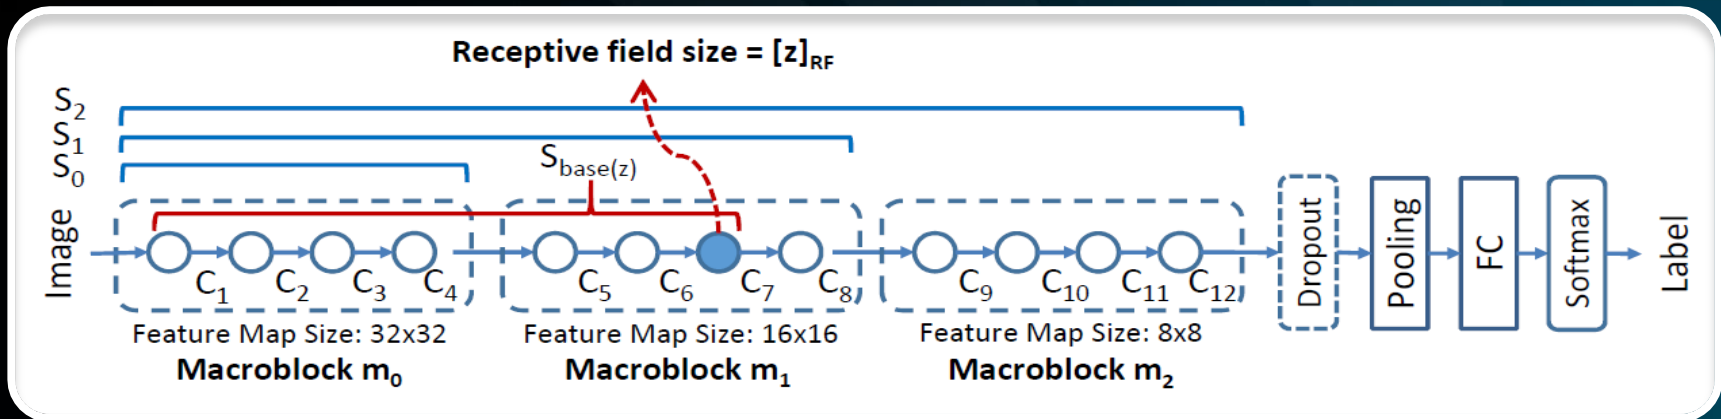 Receptive field size = [z]RF
S2
S1
S0
Sbase(z)
Image
C1 C2 C3 C4 C5 C6 C7 C8 C9 C10 C11 C12
Dropout
Pooling
FC
Softmax
Label
Feature Map Size: 32x32
Macroblock m0
Feature Map Size: 16x16
Macroblock m1
Feature Map Size: 8x8
Macroblock m2